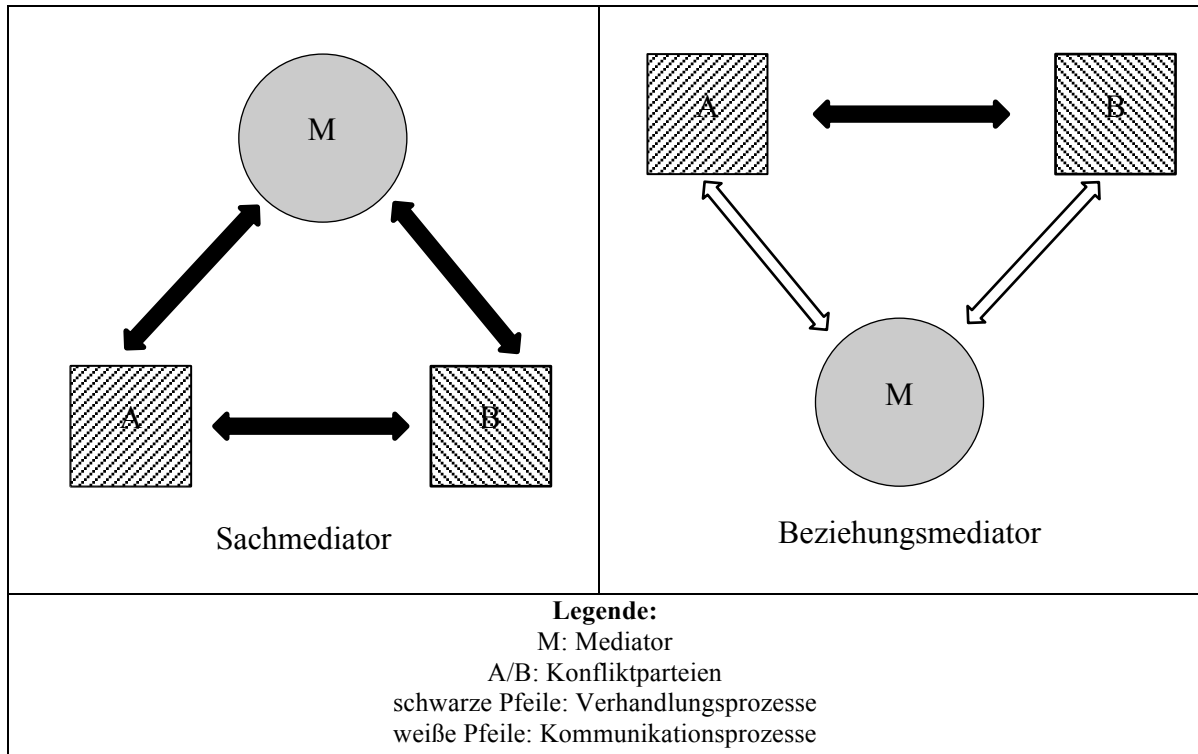 M
A
B
Sachmediator
A
B
M
Beziehungsmediator
Legende:
M: Mediator
A/B: Konfliktparteien
schwarze Pfeile: Verhandlungsprozesse
weiße Pfeile: Kommunikationsprozesse